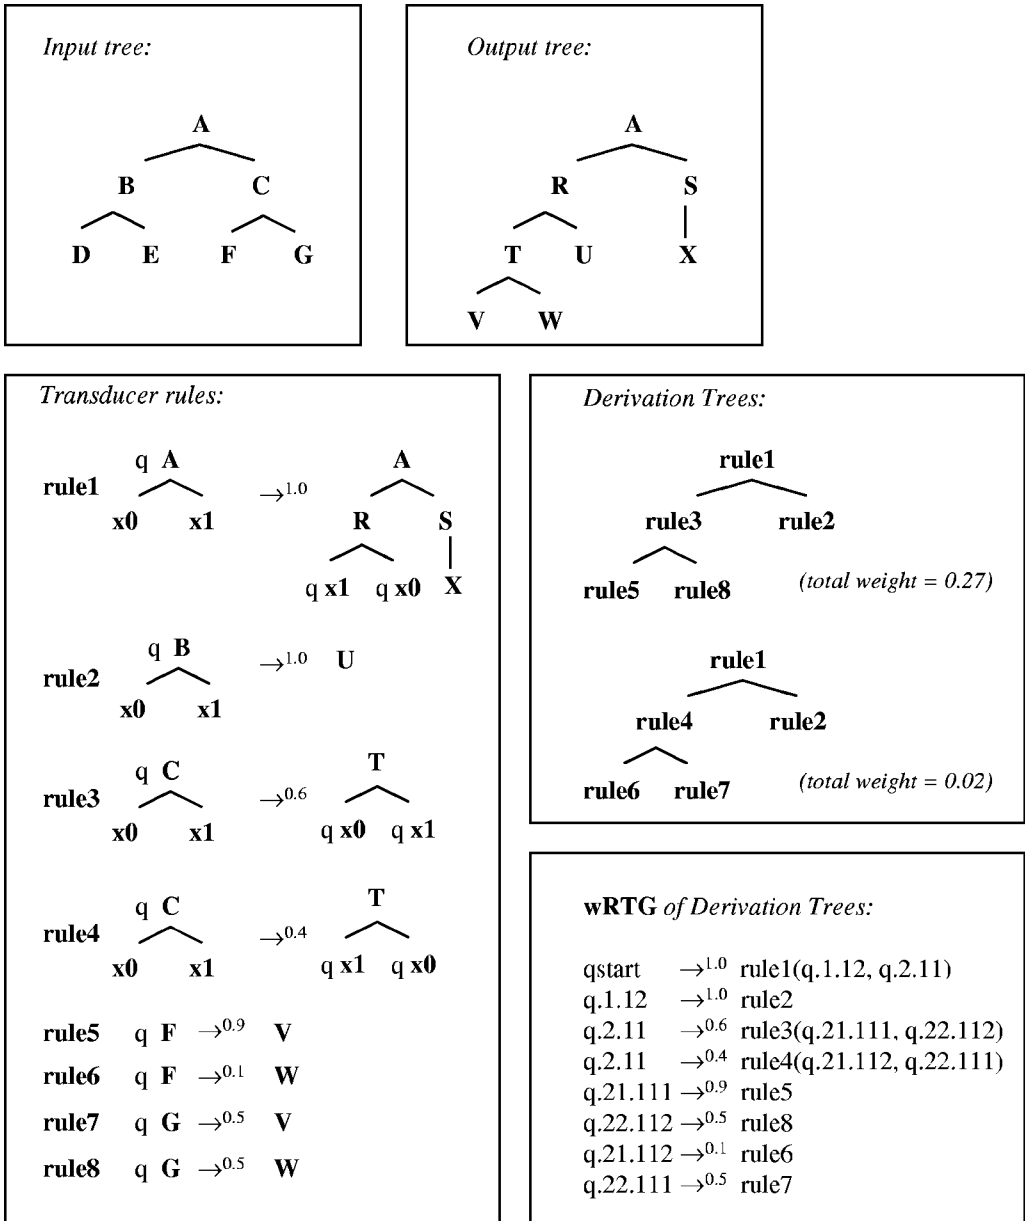 Input tree:
A
B C
D E F G
Output tree:
A
R S
T U X
V W
Transducer rules:
rule1 q A →1.0 A
x0 x1 R S
q x1 q x0 X
rule2 q B →1.0 U
x0 x1
rule3 q C →0.6 T
x0 x1 q x0 q x1
rule4 q C →0.4 T
x0 x1 q x1 q x0
rule5 q F →0.9 V
rule6 q F →0.1 W
rule7 q G →0.5 V
rule8 q G →0.5 W
Derivation Trees:
rule1
rule3 rule2
rule5 rule8 (total weight = 0.27)
rule1
rule4 rule2
rule6 rule7 (total weight = 0.02)
wRTG of Derivation Trees:
qstart →1.0 rule1(q.1.12, q.2.11)
q.1.12 →1.0 rule2
q.2.11 →0.6 rule3(q.21.111, q.22.112)
q.2.11 →0.4 rule4(q.21.112, q.22.111)
q.21.111 →0.9 rule5
q.22.112 →0.5 rule8
q.21.112 →0.1 rule6
q.22.111 →0.5 rule7